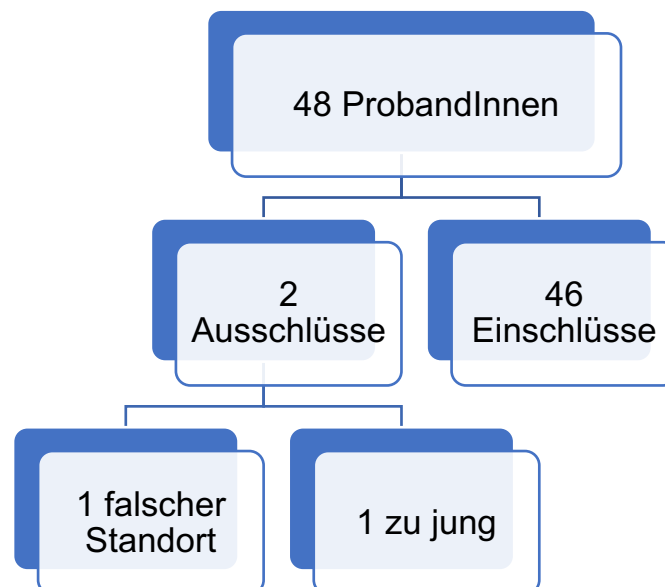 48 ProbandInnen
2
Ausschlüsse
46
Einschlüsse
1 falscher
Standort
1 zu jung